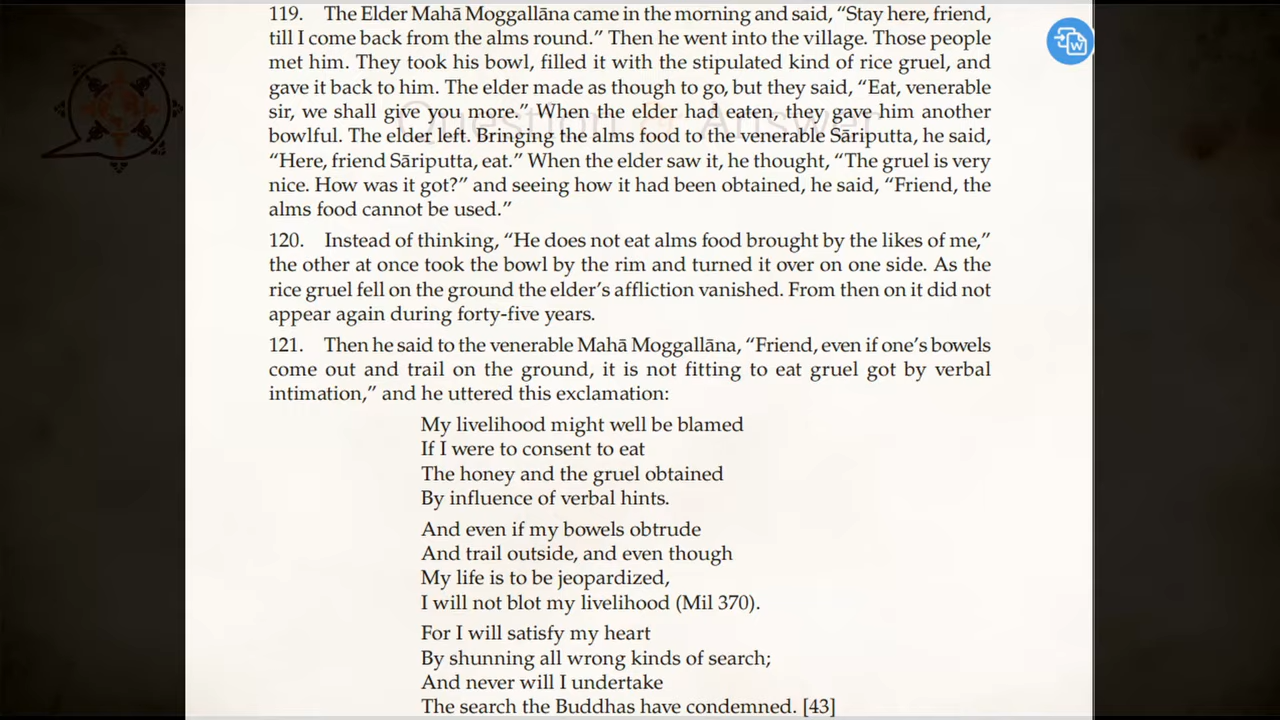 119. The Elder Mahā Moggallāna came in the morning and said, “Stay here, friend,
till I come back from the alms round.” Then he went into the village. Those people
met him. They took his bowl, filled it with the stipulated kind of rice gruel, and
gave it back to him. The elder made as though to go, but they said, “Eat, venerable
sir, we shall give you more.” When the elder had eaten, they gave him another
bowlful. The elder left. Bringing the alms food to the venerable Sāriputta, he said,
“Here, friend Sāriputta, eat.” When the elder saw it, he thought, “The gruel is very
nice. How was it got?” and seeing how it had been obtained, he said, “Friend, the
alms food cannot be used.”
120. Instead of thinking, “He does not eat alms food brought by the likes of me,”
the other at once took the bowl by the rim and turned it over on one side. As the
rice gruel fell on the ground the elder’s affliction vanished. From then on it did not
appear again during forty-five years.
121. Then he said to the venerable Mahā Moggallāna, “Friend, even if one’s bowels
come out and trail on the ground, it is not fitting to eat gruel got by verbal
intimation,” and he uttered this exclamation:
My livelihood might well be blamed
If I were to consent to eat
The honey and the gruel obtained
By influence of verbal hints.
And even if my bowels obtrude
And trail outside, and even though
My life is to be jeopardized,
I will not blot my livelihood (Mil 370).
For I will satisfy my heart
By shunning all wrong kinds of search;
And never will I undertake
The search the Buddhas have condemned. [43]
Question Answer
W